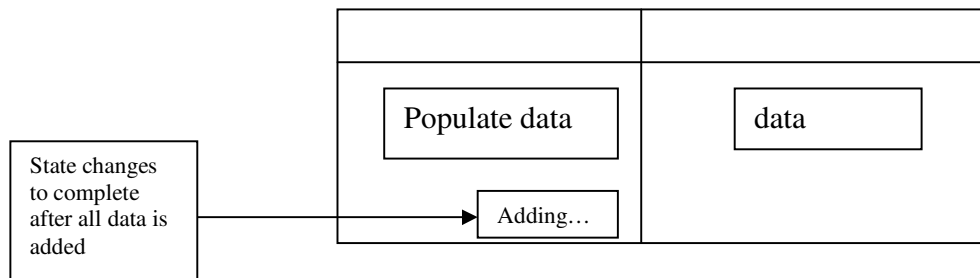 Populate data
data
State changes
to complete
after all data is
added
Adding…